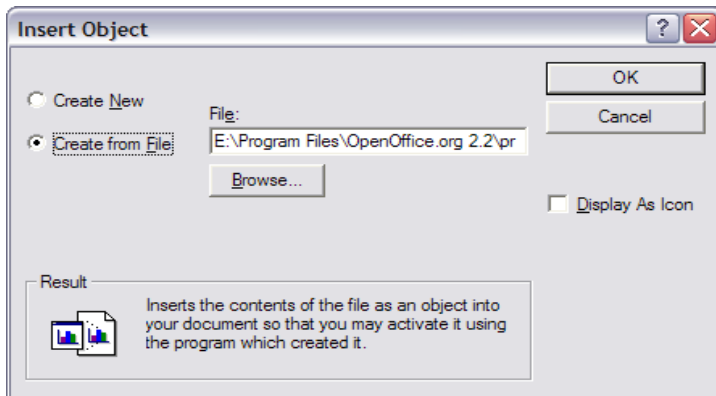 Insert Object
Create New
Create from File
File:
E:\Program Files\OpenOffice.org 2.2\pr
Browse...
OK
Cancel
Display As Icon
Result
Inserts the contents of the file as an object into
your document so that you may activate it using
the program which created it.